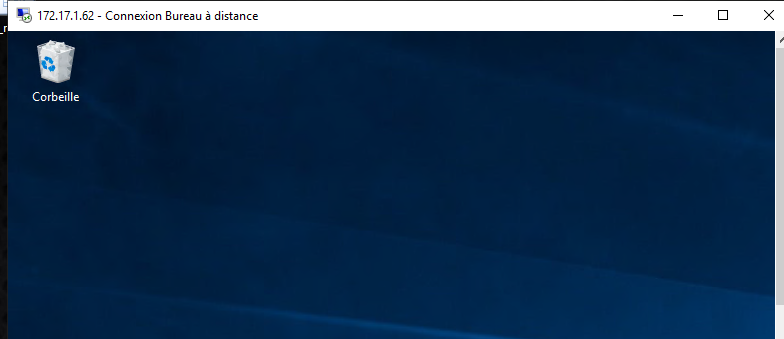 172.17.1.62 - Connexion Bureau à distance
Corbeille